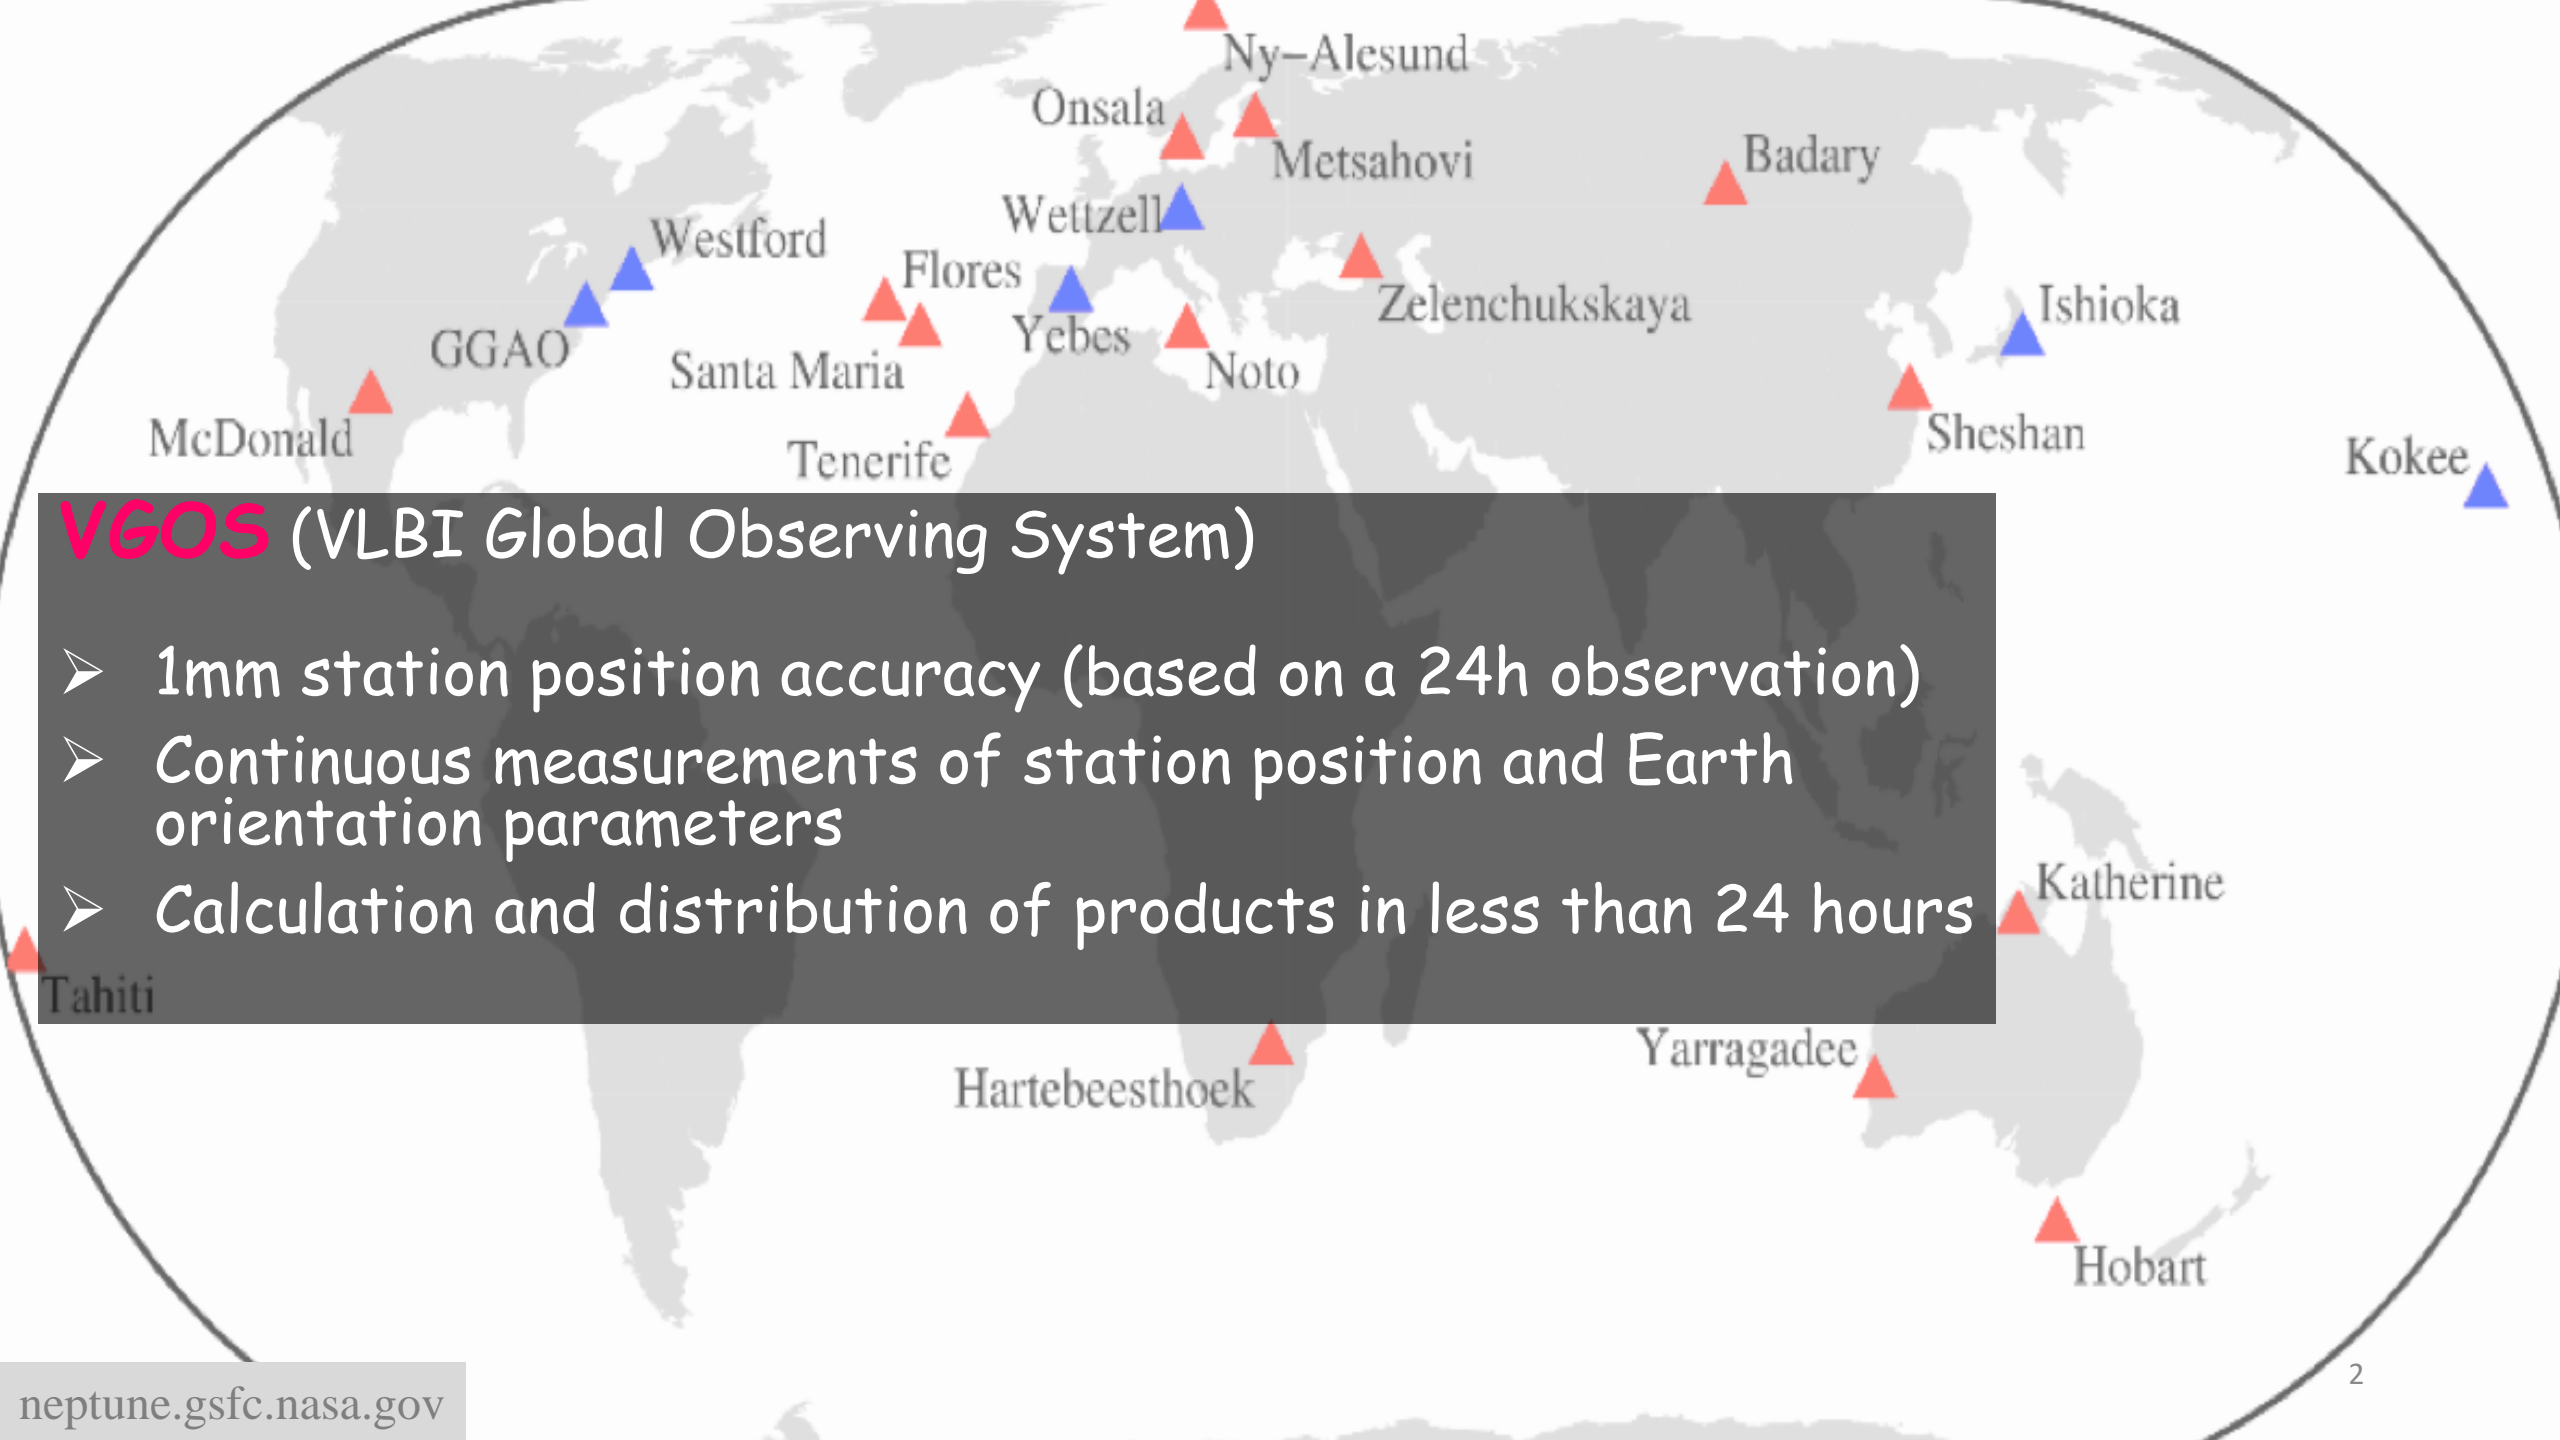 Ny–Alesund
Onsala
Metsahovi
Badary
Wettzell
Westford
Flores
Zelenchukskaya
Ishioka
Yebes
GGAO
Santa Maria
Noto
McDonald
Sheshan
Tenerife
Kokee
VGOS (VLBI Global Observing System)
➢ 1mm station position accuracy (based on a 24h observation)
➢ Continuous measurements of station position and Earth
orientation parameters
➢ Calculation and distribution of products in less than 24 hours
Katherine
Tahiti
Yarragadee
Hartebeesthoek
Hobart
2
neptune.gsfc.nasa.gov